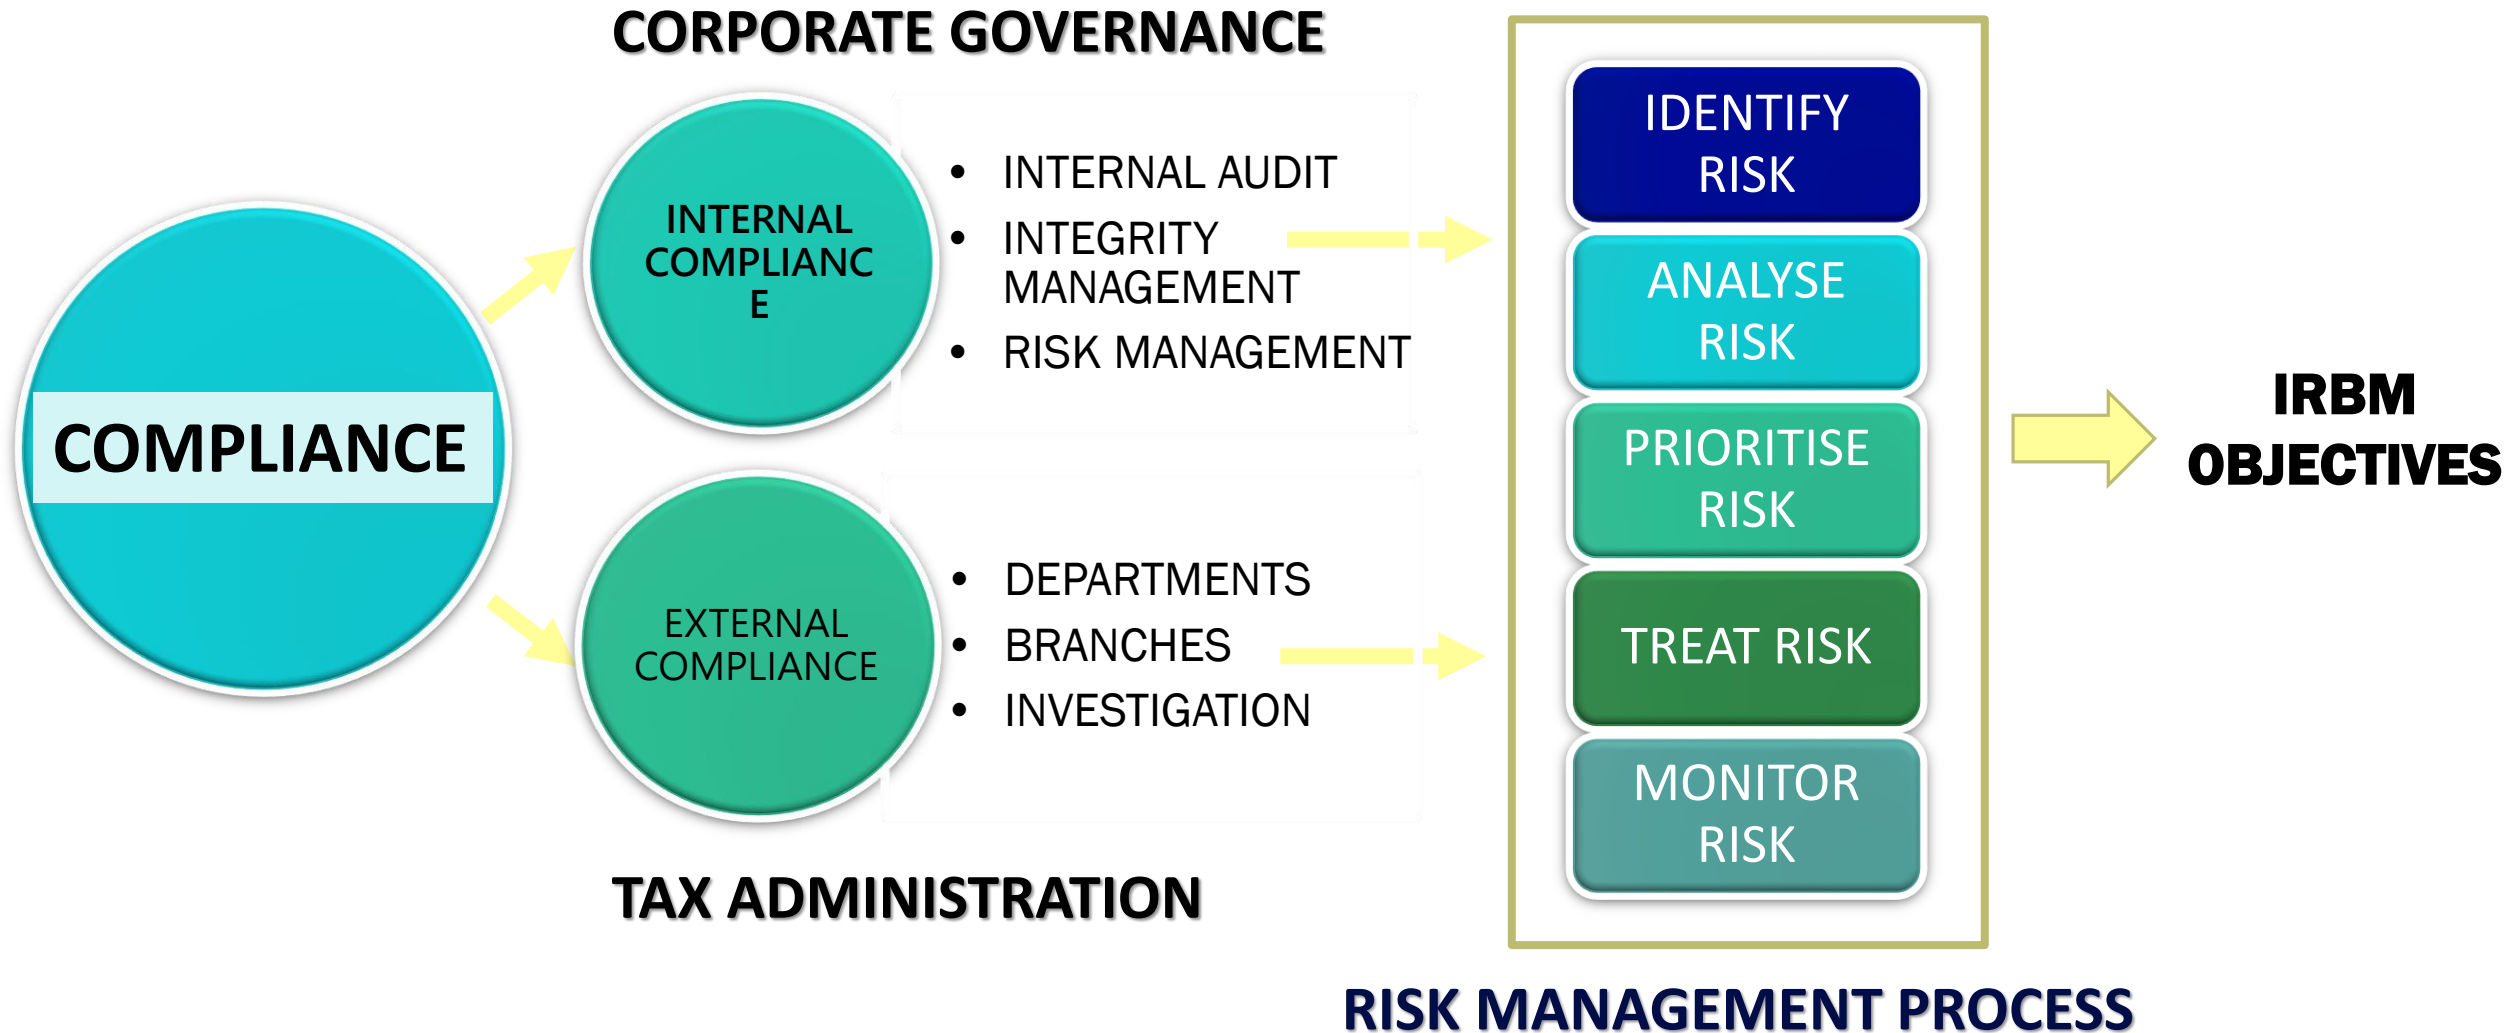 CORPORATE GOVERNANCE
COMPLIANCE
INTERNAL
COMPLIANC
E
• INTERNAL AUDIT
• INTEGRITY
MANAGEMENT
• RISK MANAGEMENT
EXTERNAL
COMPLIANCE
• DEPARTMENTS
• BRANCHES
• INVESTIGATION
TAX ADMINISTRATION
IDENTIFY
RISK
ANALYSE
RISK
PRIORITISE
RISK
TREAT RISK
MONITOR
RISK
RISK MANAGEMENT PROCESS
IRBM
OBJECTIVES